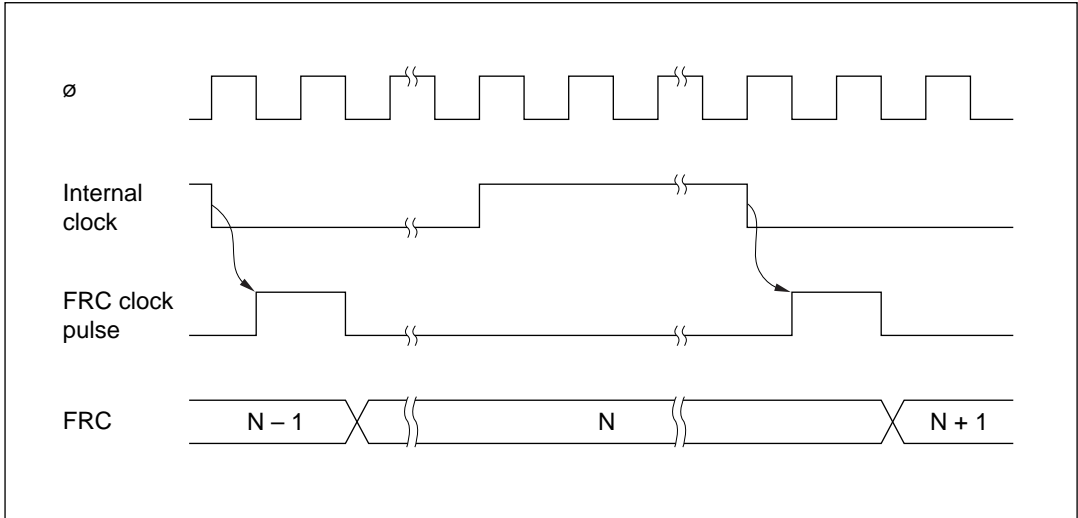 ø
Internal
clock
FRC clock
pulse
FRC
N – 1
N
N + 1